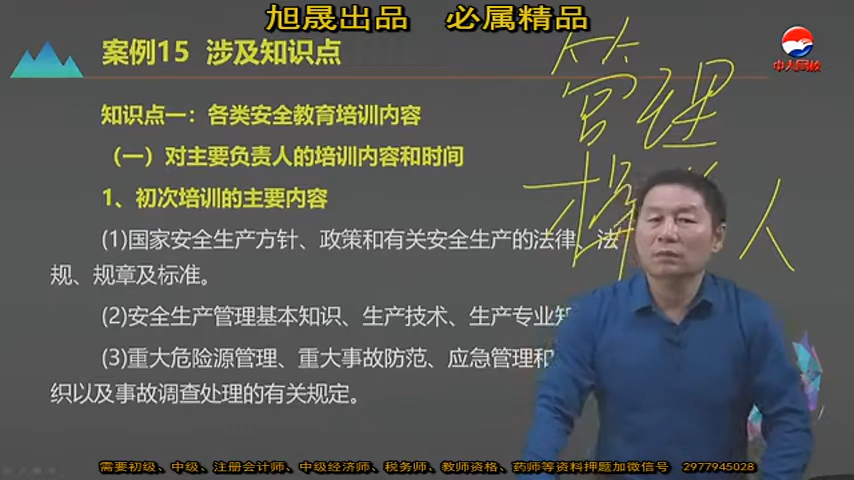 旭晟出品 必属精品
案例15 涉及知识点
中大网校
管理
操 人
知识点一：各类安全教育培训内容
（一）对主要负责人的培训内容和时间
1、初次培训的主要内容
(1)国家安全生产方针、政策和有关安全生产的法律、法
规、规章及标准。
(2)安全生产管理基本知识、生产技术、生产专业知
(3)重大危险源管理、重大事故防范、应急管理和
织以及事故调查处理的有关规定。
需要初级、中级、注册会计师、中级经济师、税务师、教师资格、药师等资料押题加微信号 2977945028